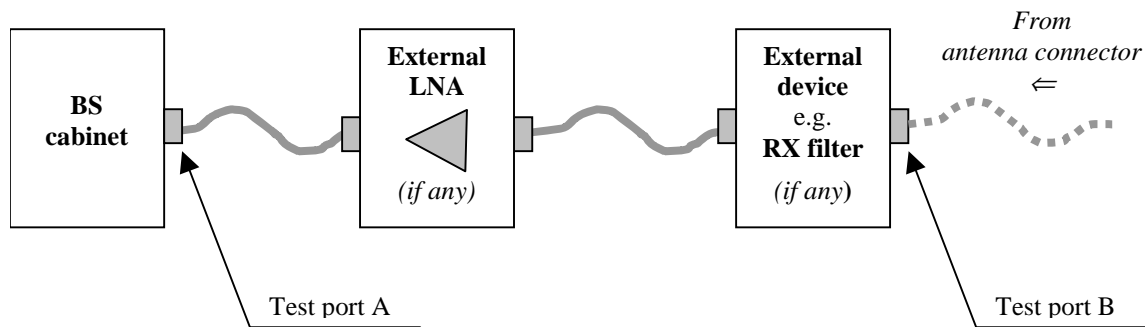 BS
cabinet
External
LNA
(if any)
External
device
e.g.
RX filter
(if any)
From
antenna connector
⇐
Test port A
Test port B